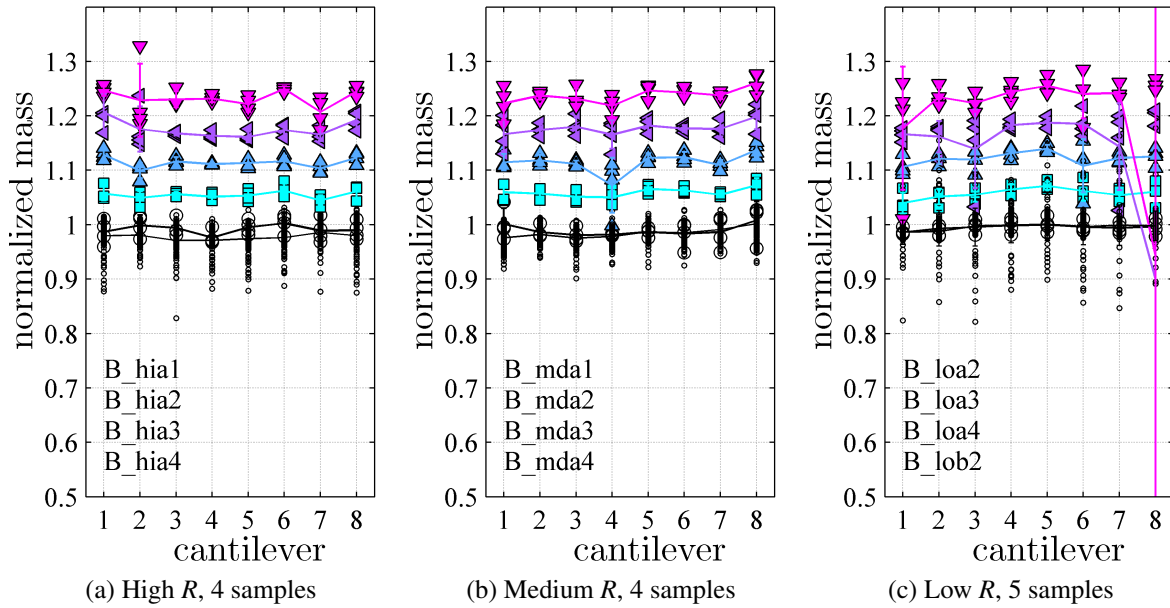 normalized mass
1.3
1.2
1.1
1
0.9
0.8
0.7
0.6
0.5
B_hia1
B_hia2
B_hia3
B_hia4
1 2 3 4 5 6 7 8
cantilever
(a) High R, 4 samples
normalized mass
1.3
1.2
1.1
1
0.9
0.8
0.7
0.6
0.5
B_mda1
B_mda2
B_mda3
B_mda4
1 2 3 4 5 6 7 8
cantilever
(b) Medium R, 4 samples
normalized mass
1.3
1.2
1.1
1
0.9
0.8
0.7
0.6
0.5
B_loa2
B_loa3
B_loa4
B_lob2
1 2 3 4 5 6 7 8
cantilever
(c) Low R, 5 samples